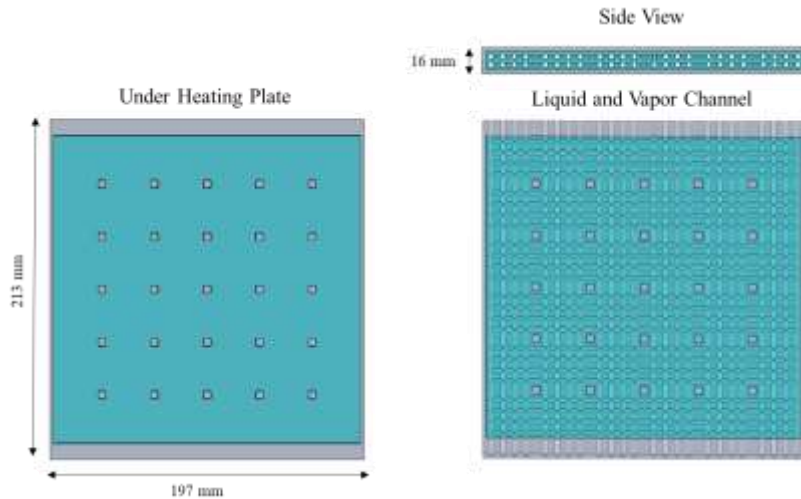 Side View
16 mm
Under Heating Plate
Liquid and Vapor Channel
213 mm
197 mm